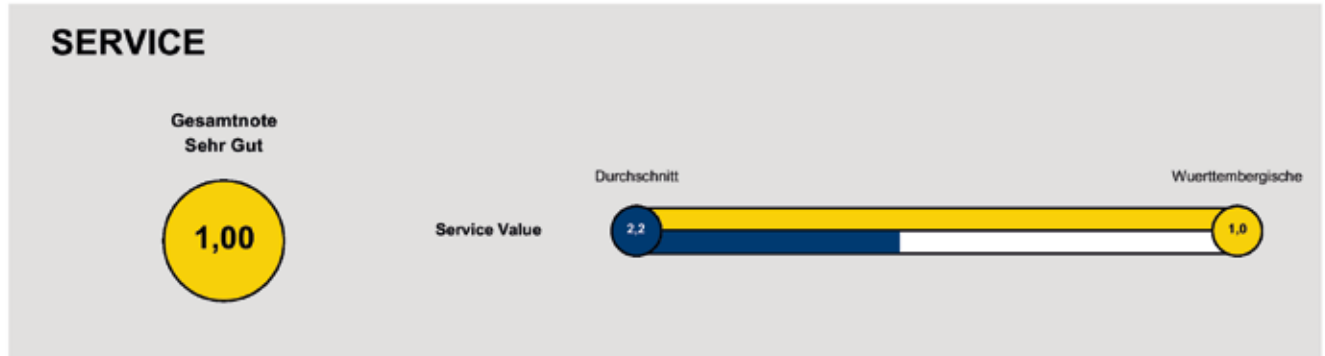 SERVICE
Gesamtnote
Sehr Gut
1,00
Durchschnitt
Wuerttembergische
Service Value
2,2
1,0